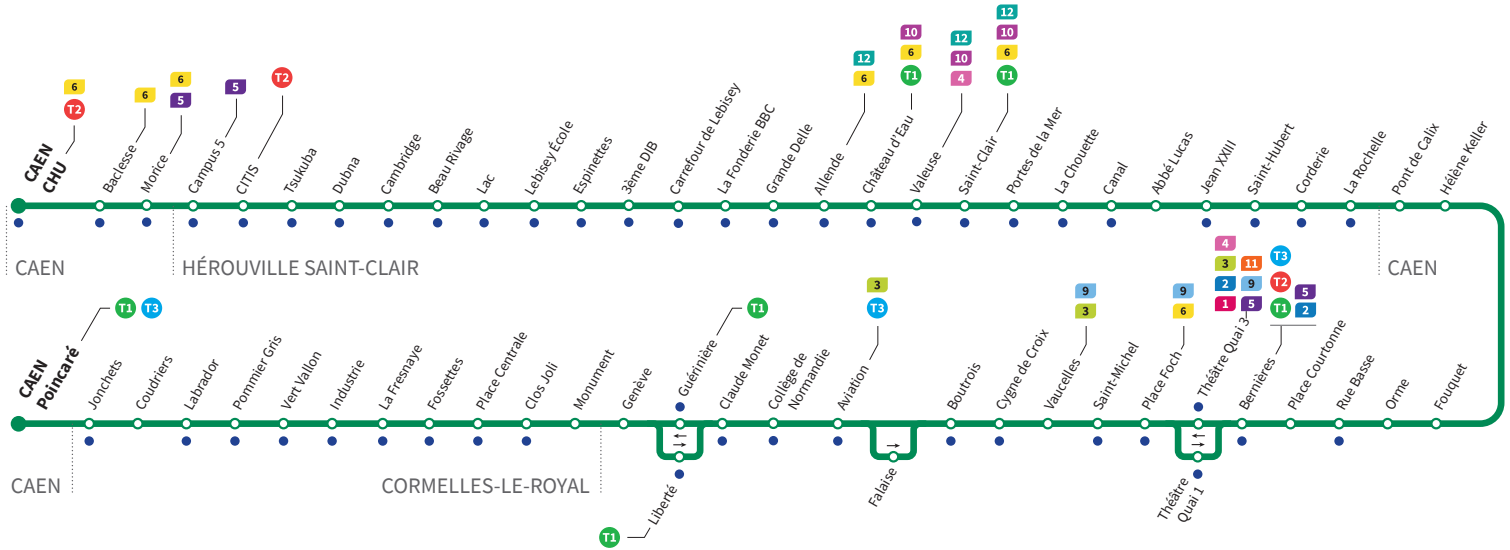 12
12
10
10
12
10
6
T2
6
6
12
6
6
5
5
6
T1
4
T1
T2
CAEN
CHU
Baclesse
Morice
Campus 5
CITIS
Tsukuba
Dubna
Cambridge
Beau Rivage
Lac
Lebisey École
Espinettes
3ème DIB
Carrefour de Lebisey
La Fonderie BBC
Grande Delle
Allende
Château d'Eau
Valeuse
Saint-Clair
Portes de la Mer
La Chouette
Canal
Abbé Lucas
Jean XXIII
Saint-Hubert
Corderie
La Rochelle
Pont de Calix
Hélène Keller
CAEN
HÉROUVILLE SAINT-CLAIR
CAEN
4
T3
3
11
3
2
9
T2
9
9
5
T1
T3
T1
T3
3
6
1
5
T1
2
CAEN
Poincaré
Jonchets
Coudriers
Labrador
Pommier Gris
Vert Vallon
Industrie
La Fresnaye
Fossettes
Place Centrale
Clos Joli
Monument
Genève
Guérinière
Claude Monet
Collège de
Normandie
Aviation
Boutrois
Cygne de Croix
Vaucelles
Saint-Michel
Place Foch
Théâtre Quai 3
Bernières
Place Courtonne
Rue Basse
Orme
Fouquet
CAEN
CORMELLES-LE-ROYAL
Liberté
Falaise
Théâtre
Quai 1
T1